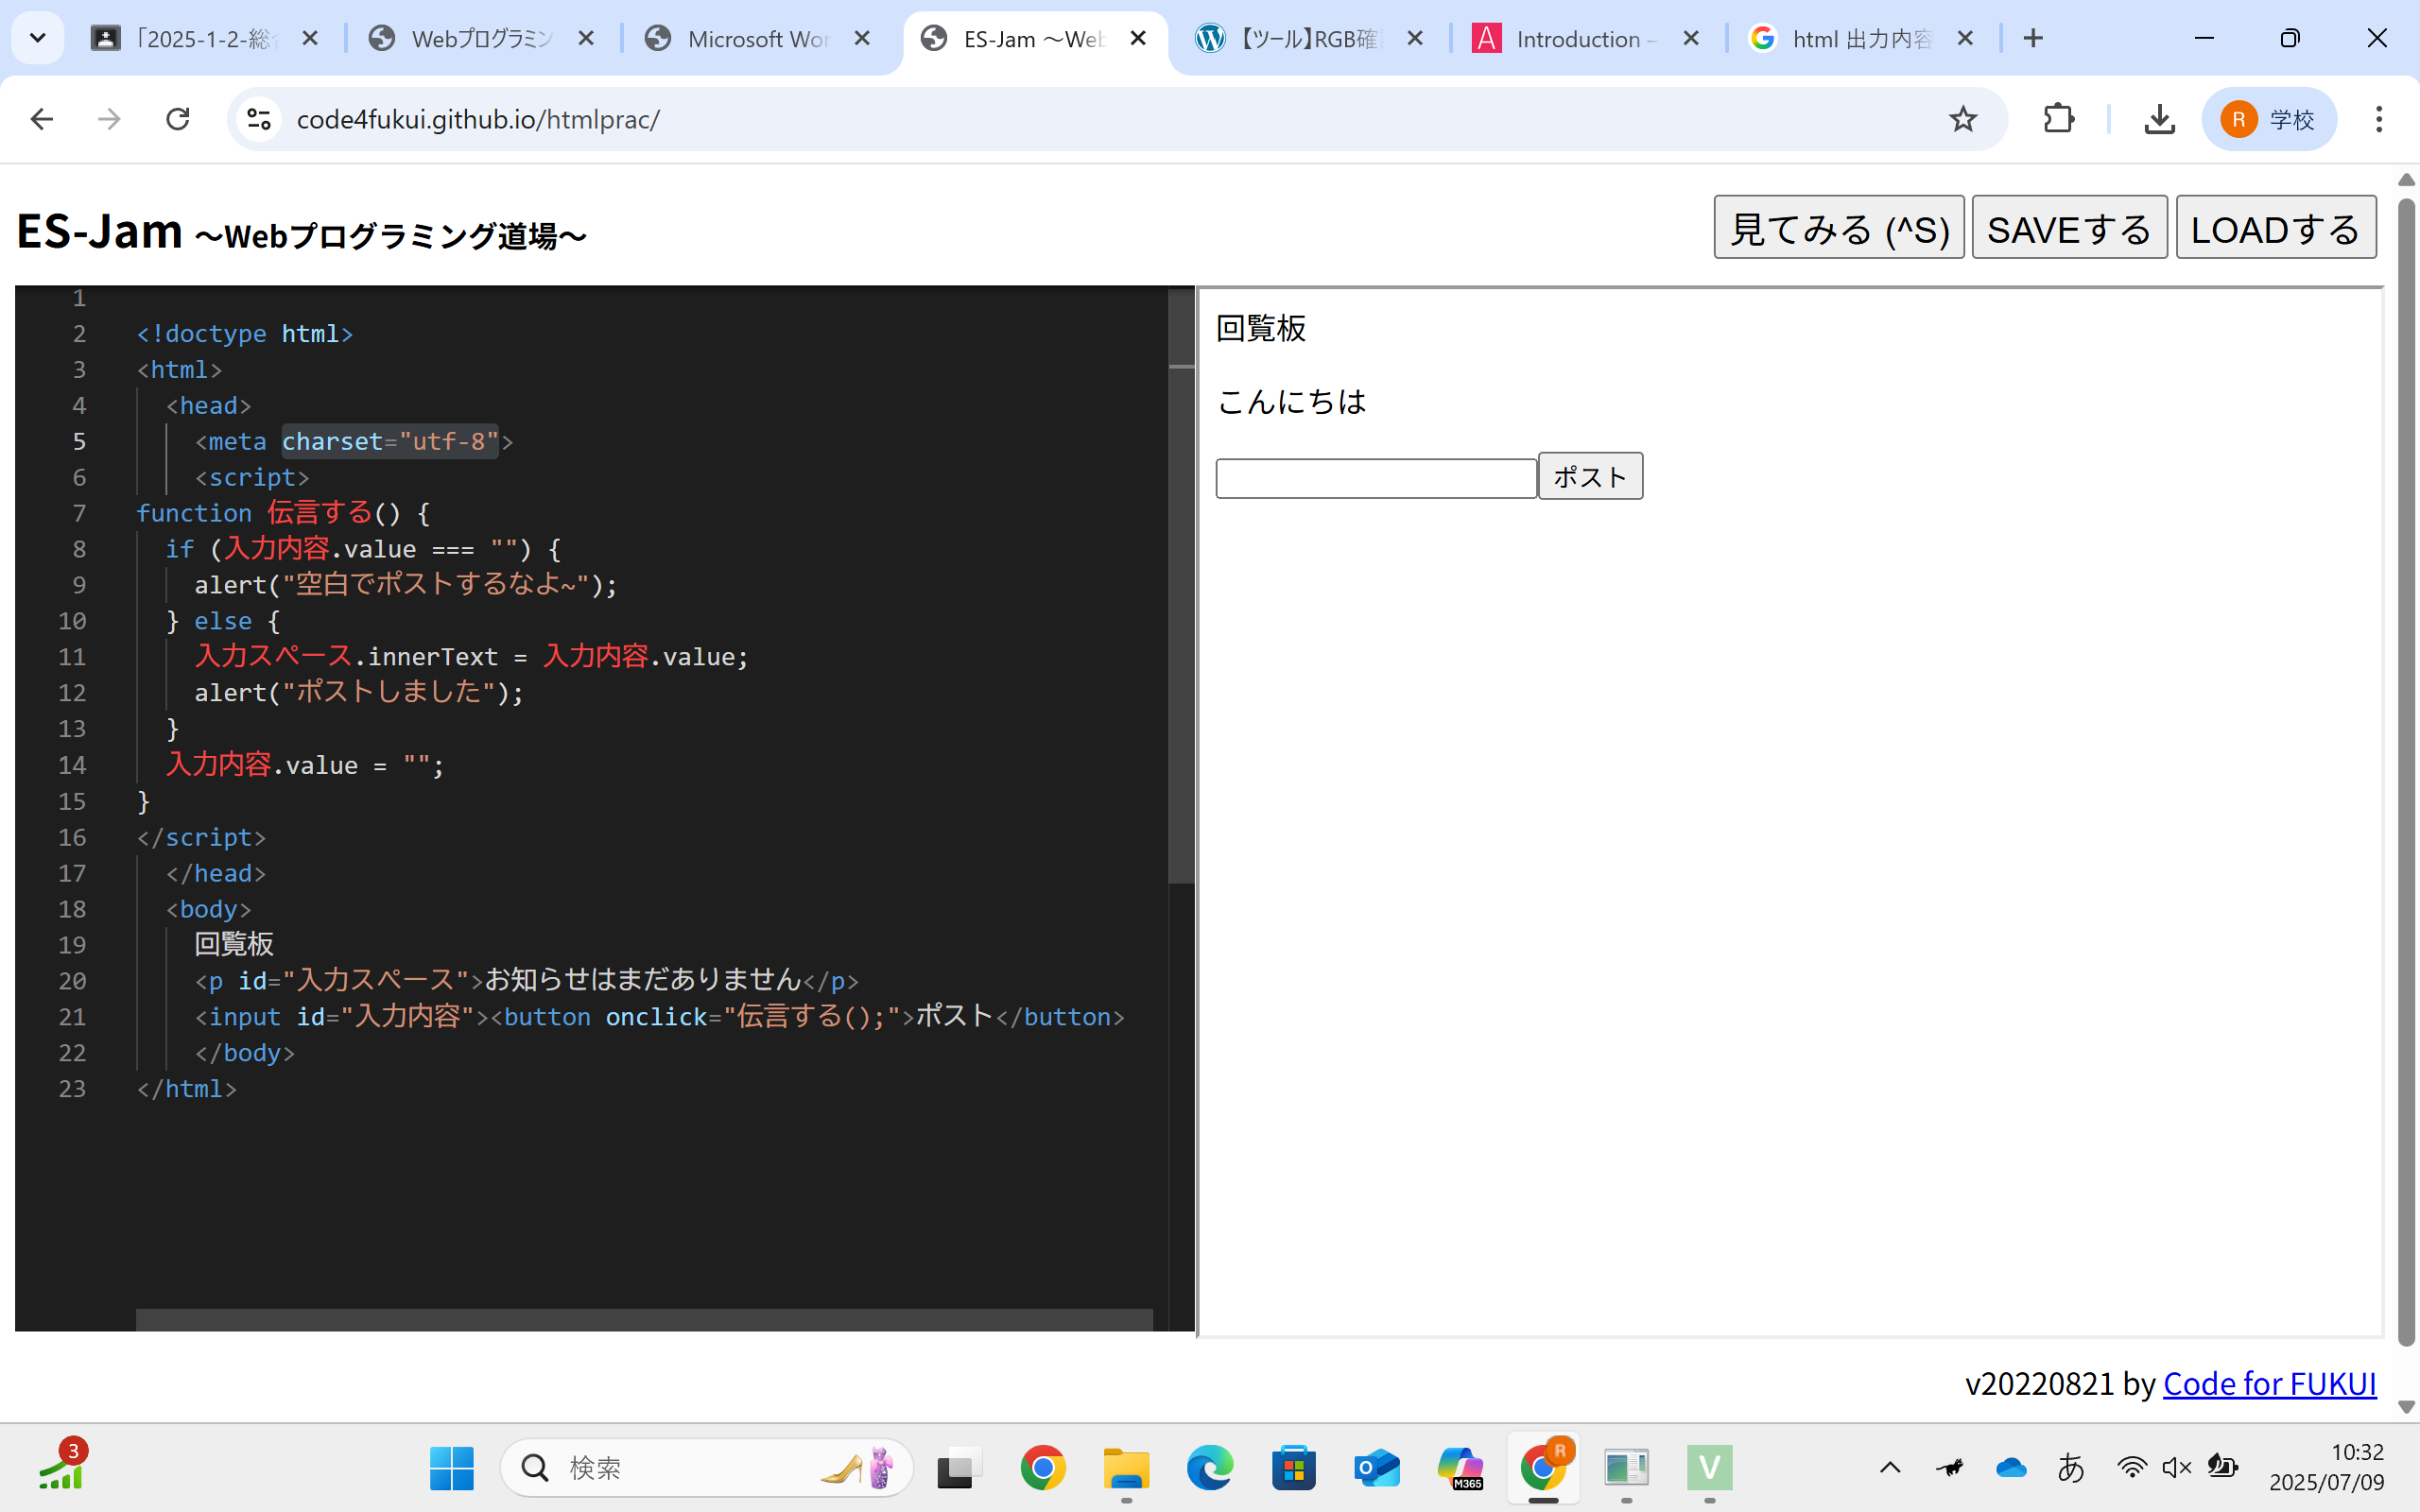 「2025-1-2-総
Webプログラミン
Microsoft Wor
ES-Jam ～Web
【ツール】RGB確
Introduction -
html 出力内容
code4fukui.github.io/htmlprac/
R 学校
ES-Jam ～Webプログラミング道場～
見てみる (^S)
SAVEする
LOADする
1
2 <!doctype html>
3 <html>
4 <head>
5 <meta charset="utf-8">
6 <script>
7 function 伝言する() {
8 if (入力内容.value === "") {
9 alert("空白でポストするなよ~");
10 } else {
11 入力スペース.innerText = 入力内容.value;
12 alert("ポストしました");
13 }
14 入力内容.value = "";
15 }
16 </script>
17 </head>
18 <body>
19 回覧板
20 <p id="入力スペース">お知らせはまだありません</p>
21 <input id="入力内容"><button onclick="伝言する();">ポスト</button>
22 </body>
23 </html>
回覧板
こんにちは
ポスト
v20220821 by Code for FUKUI
3
検索
M365
R
V
あ
10:32
2025/07/09